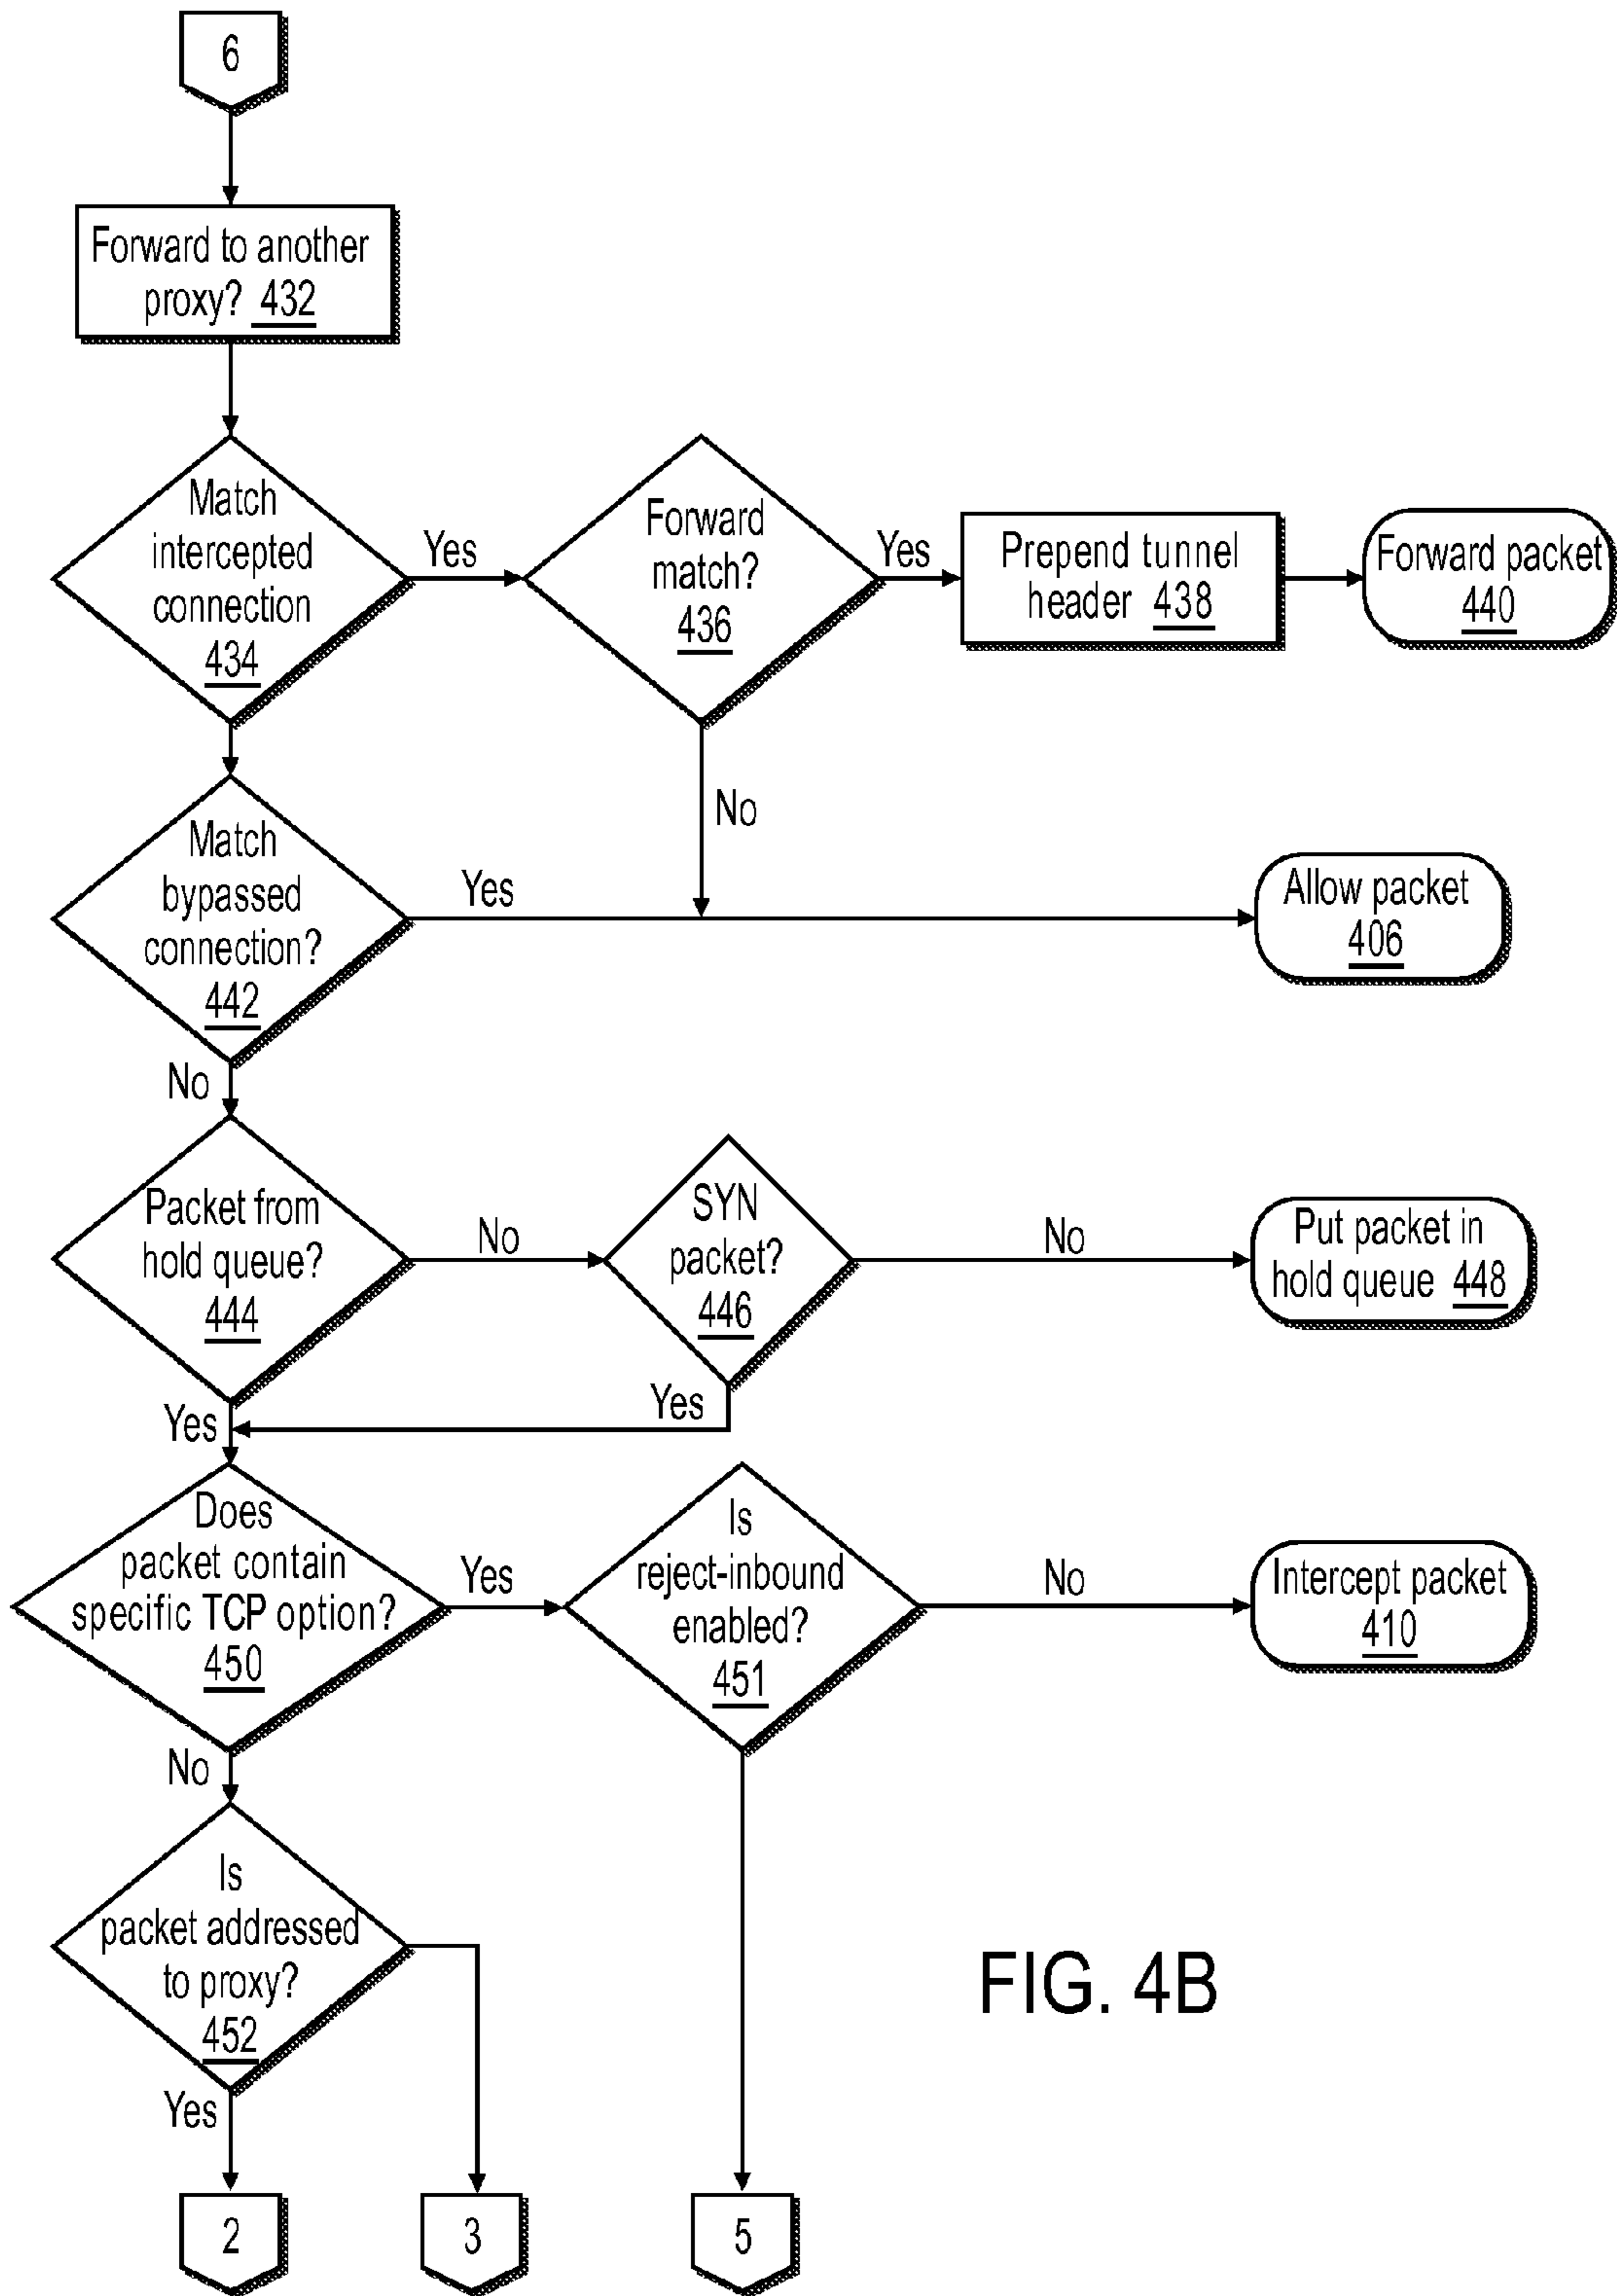 6
Forward to another
proxy? 432
Match
intercepted
connection
434
Yes
Forward
match?
436
Yes
Prepend tunnel
header 438
Forward packet
440
No
Match
bypassed
connection?
442
Yes
Allow packet
406
No
Packet from
hold queue?
444
No
SYN
packet?
446
No
Put packet in
hold queue 448
Yes
Yes
Does
packet contain
specific TCP option?
450
Yes
Is
reject-inbound
enabled?
451
No
Intercept packet
410
No
Is
packet addressed
to proxy?
452
Yes
2
3
5
FIG. 4B